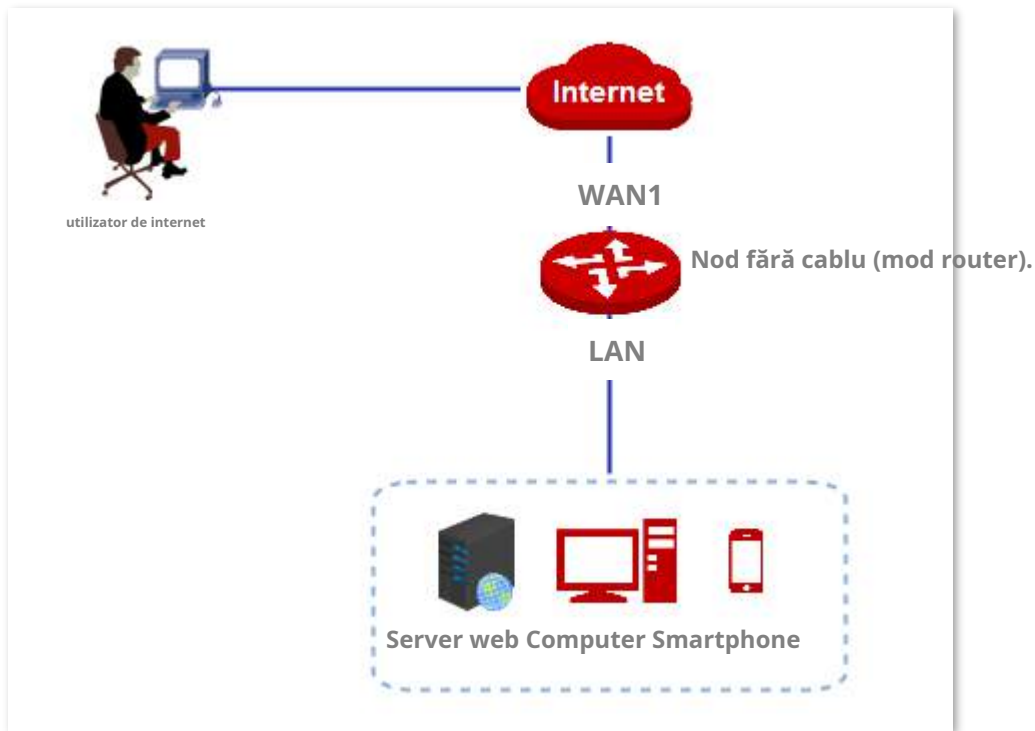 Internet
WAN1
utilizator de internet
Nod fără cablu (mod router).
LAN
Server web Computer Smartphone